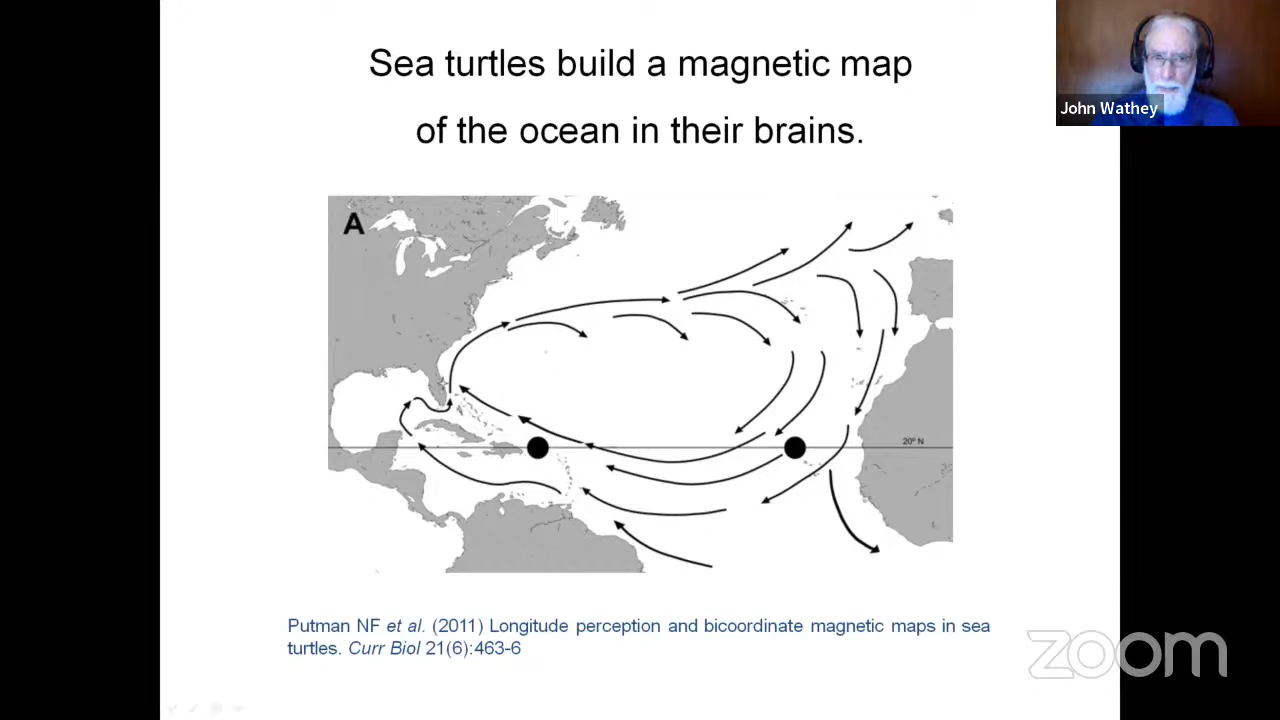 Sea turtles build a magnetic map
of the ocean in their brains.
John Wathey
A
20° N
Putman NF et al. (2011) Longitude perception and bicoordinate magnetic maps in sea
turtles. Curr Biol 21(6):463-6
zoom